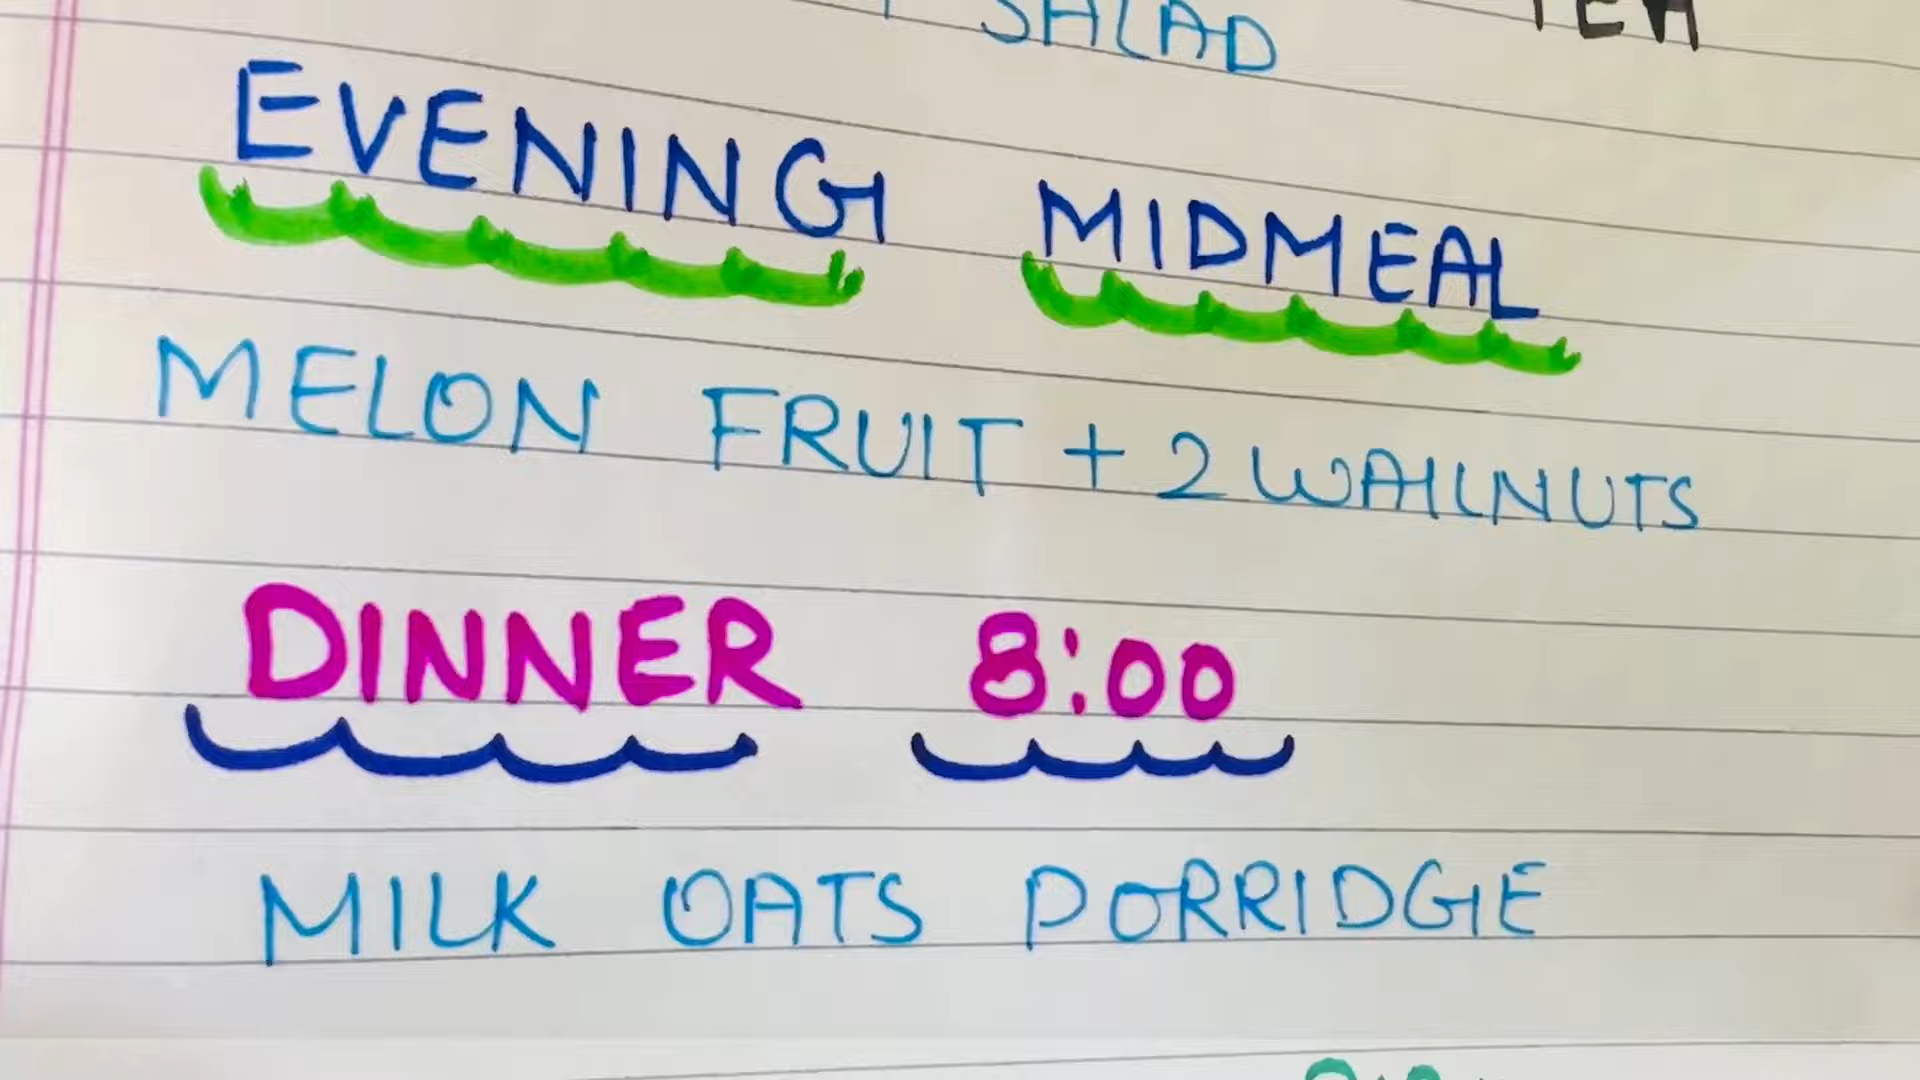 SALAD
EVENING MIDMEAL
MELON FRUIT + 2 WALNUTS
DINNER 8:00
MILK OATS PORRIDGE